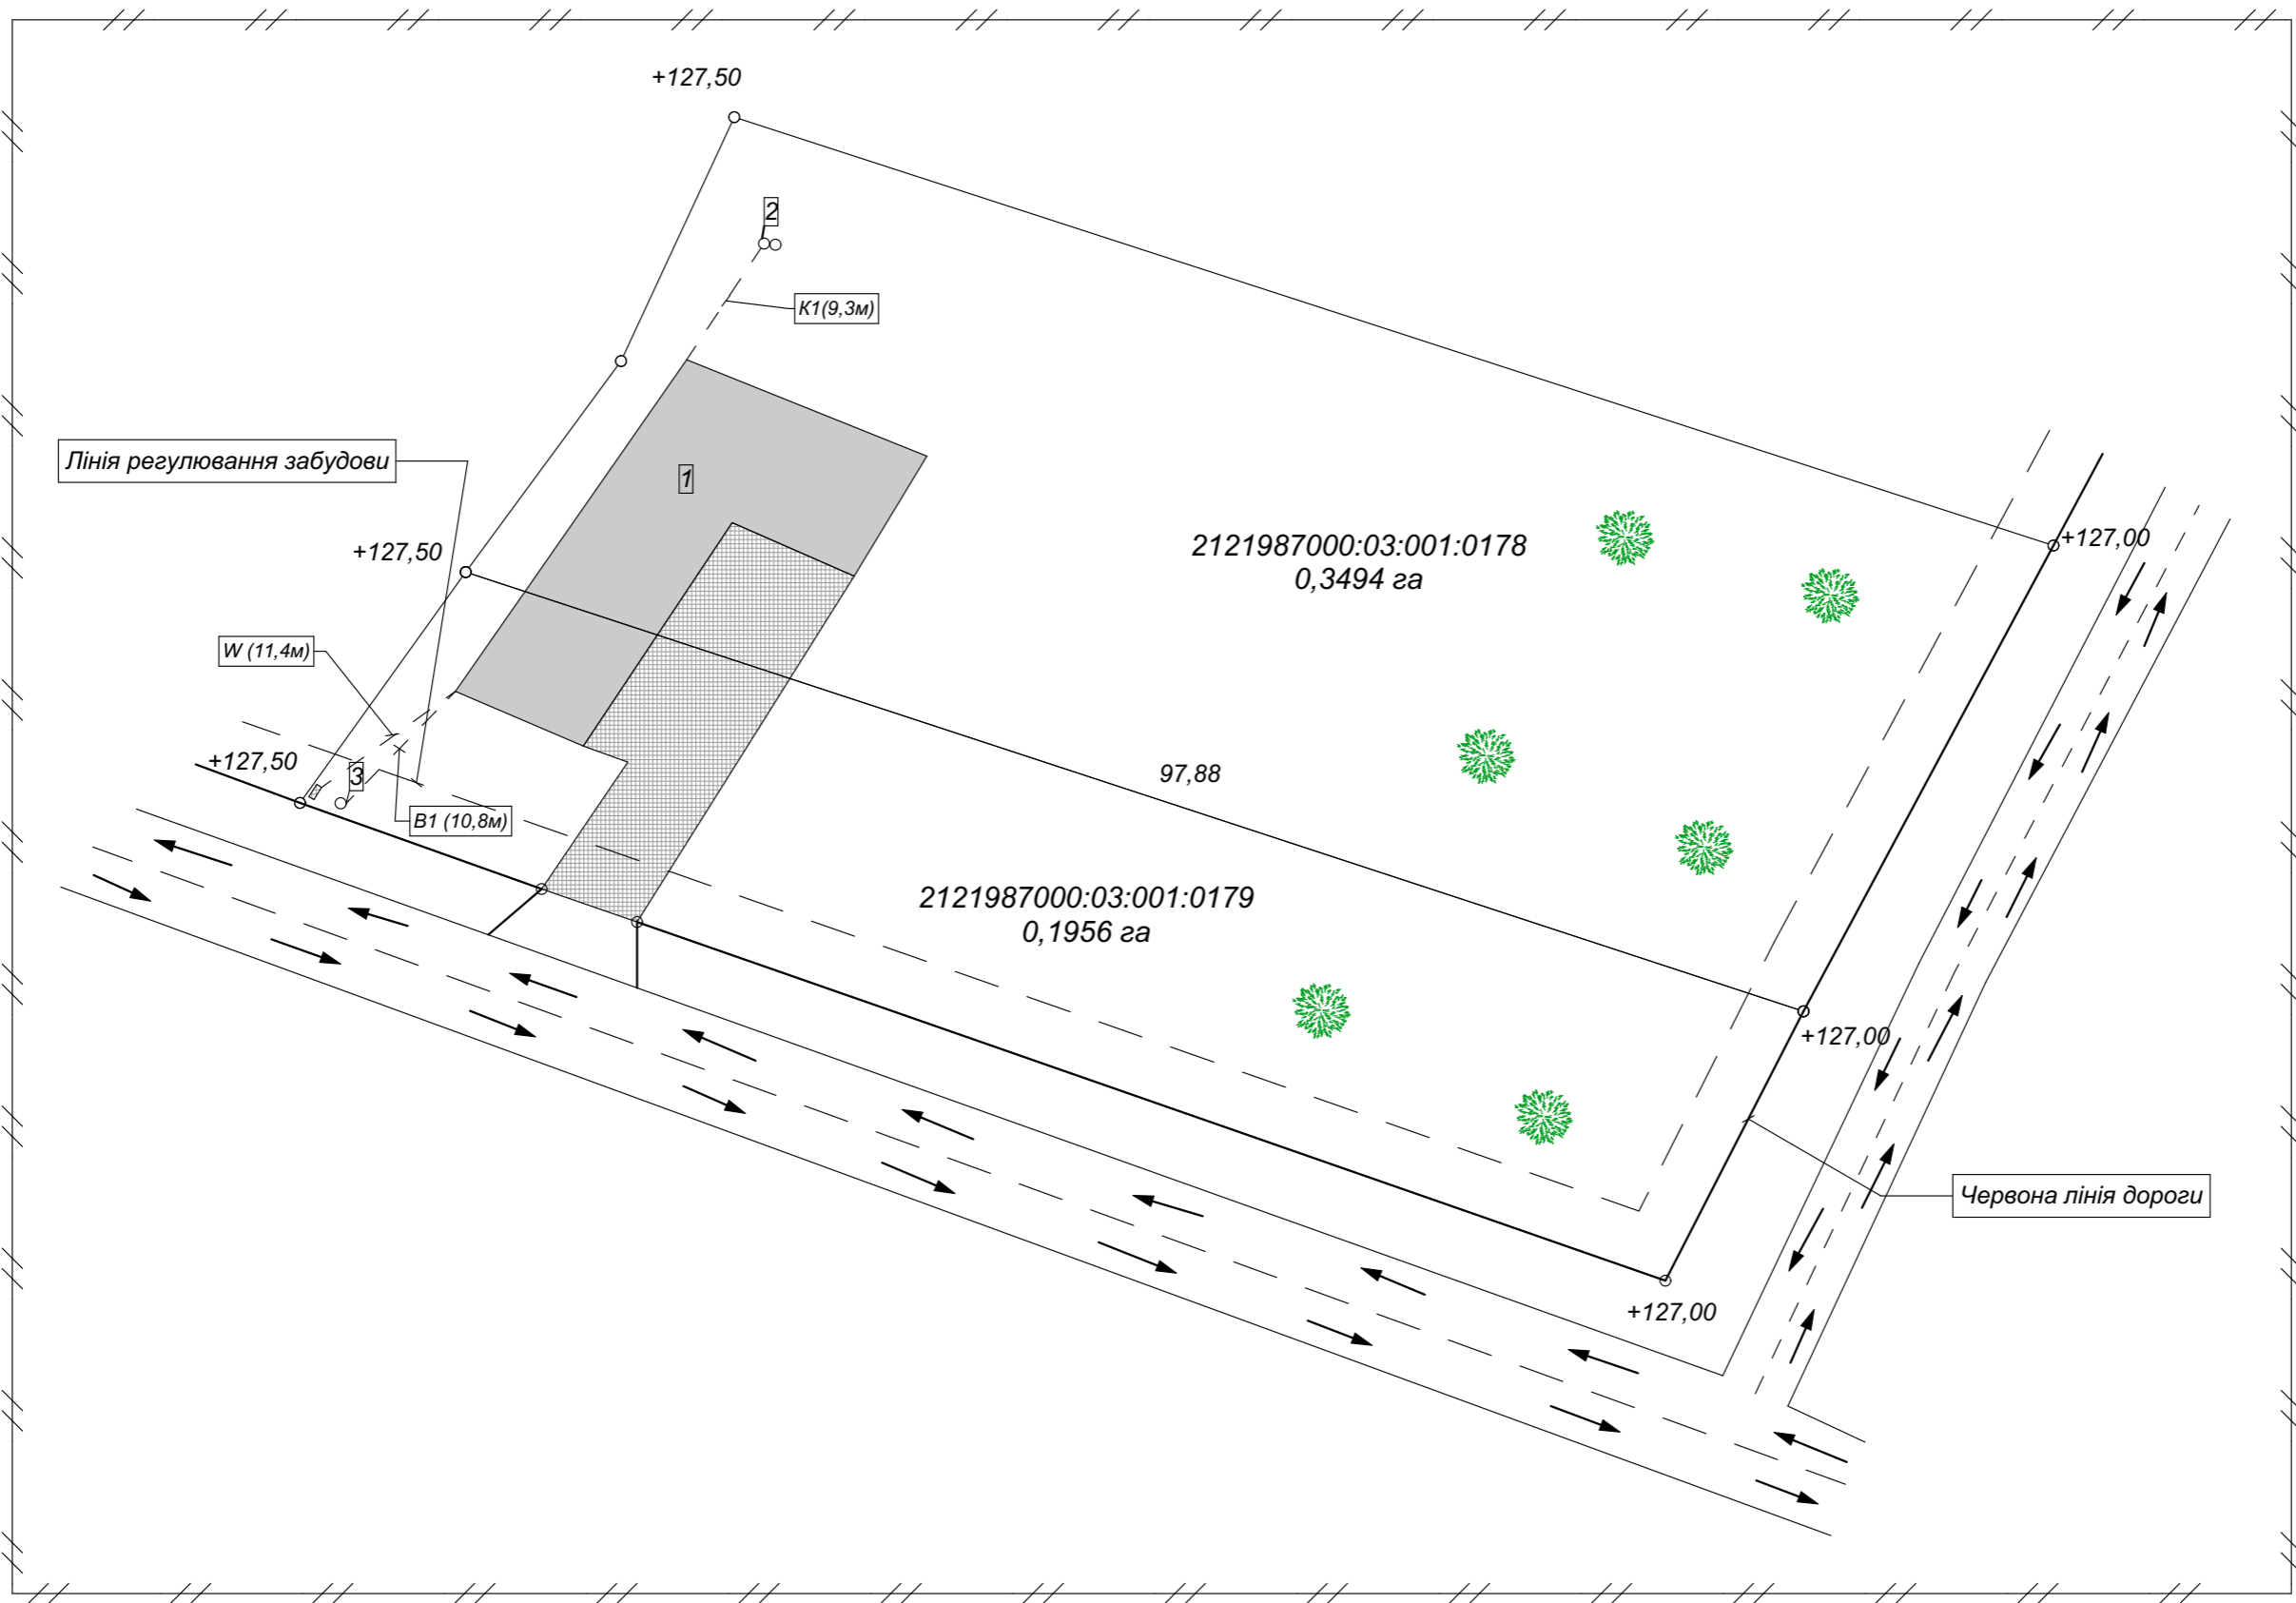 +127,50
2
К1(9,3м)
Лінія регулювання забудови
1
+127,50
2121987000:03:001:0178
0,3494 га
+127,00
W (11,4м)
+127,50
3
97,88
В1 (10,8м)
2121987000:03:001:0179
0,1956 га
+127,00
Червона лінія дороги
+127,00